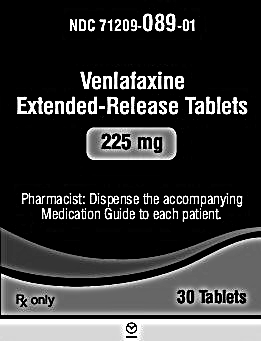 NDC 71209-089-01
Venlafaxine
Extended-Release Tablets
225 mg
Pharmacist: Dispense the accompanying
Medication Guide to each patient.
Rx only
30 Tablets